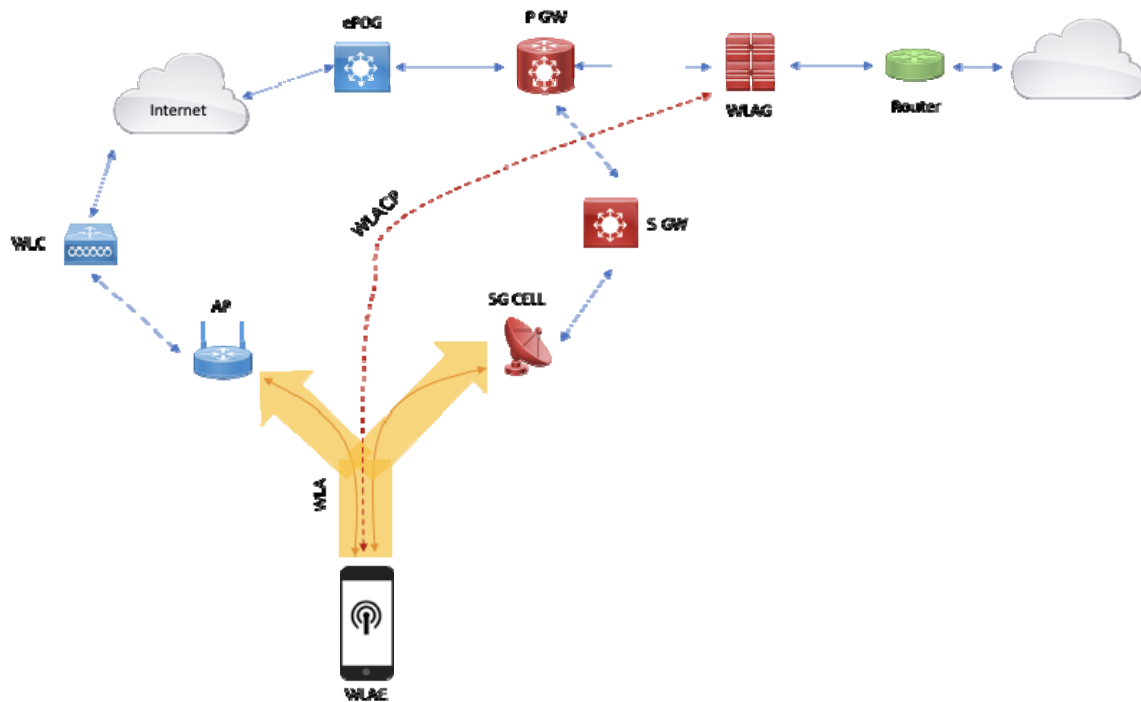 ePDG
P GW
Internet
WLAG
Router
WLACP
S GW
WLC
AP
5G CELL
WLA
WLAE